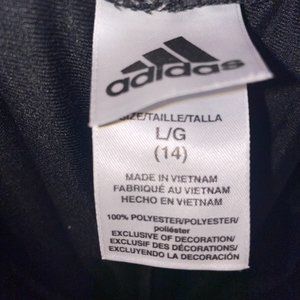 adidas
SIZE/TAILLE/TALLA
L/G
(14)
MADE IN VIETNAM
FABRIQUÉ AU VIETNAM
HECHO EN VIETNAM
100% POLYESTER/POLYESTER/
poliéster
EXCLUSIVE OF DECORATION/
EXCLUSIF DES DÉCORATIONS/
EXCLUYENDO LA DECORACIÓN